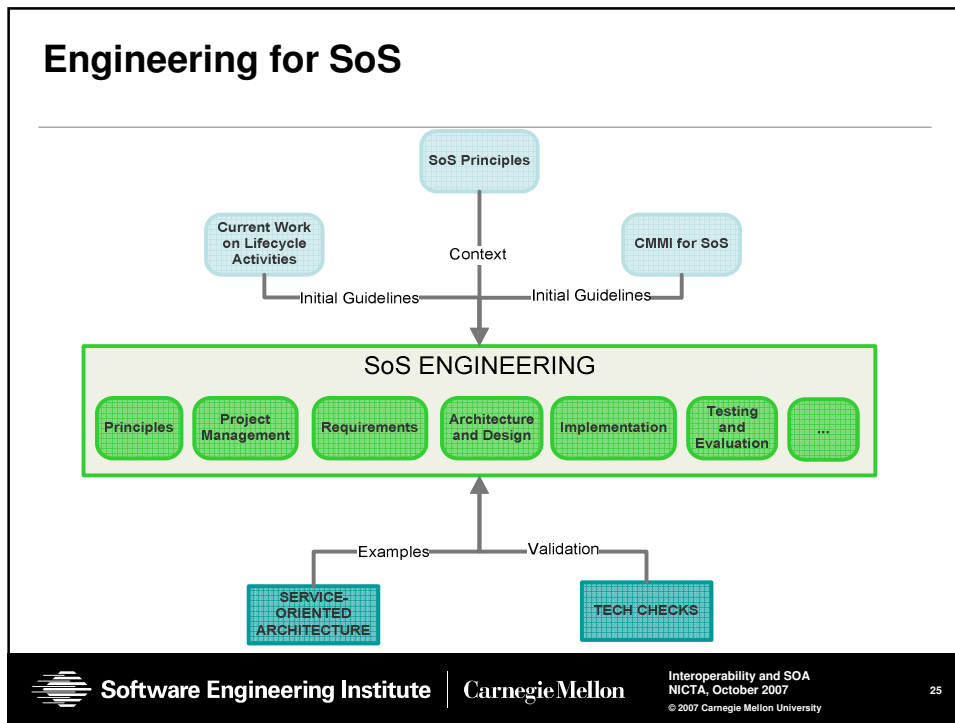 Engineering for SoS
SoS Principles
Current Work
on Lifecycle
Activities
Context
CMMI for SoS
Initial Guidelines
Initial Guidelines
SoS ENGINEERING
Principles
Project
Management
Requirements
Architecture
and Design
Implementation
Testing
and
Evaluation
...
Examples
Validation
SERVICE-
ORIENTED
ARCHITECTURE
TECH CHECKS
Software Engineering Institute
Carnegie Mellon
Interoperability and SOA
NICTA, October 2007
© 2007 Carnegie Mellon University
25